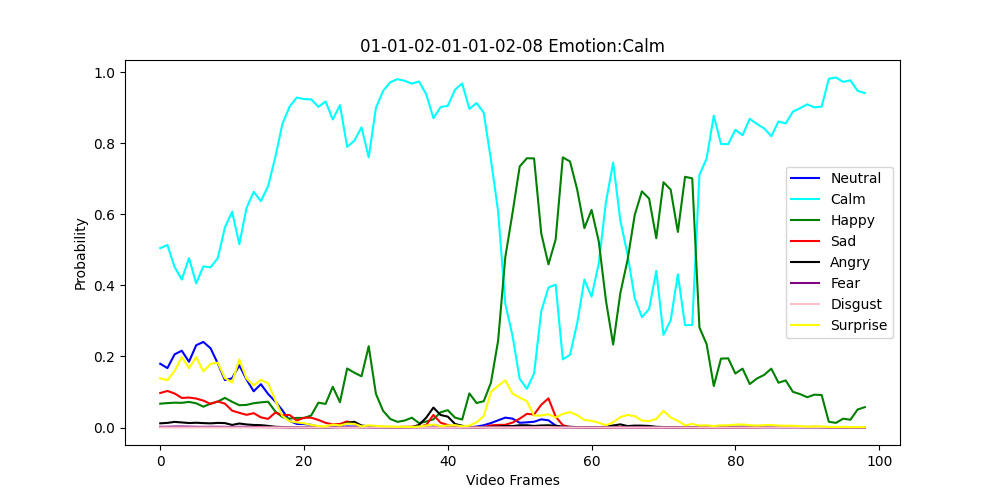 01-01-02-01-01-02-08 Emotion:Calm
Probability
1.0
0.8
0.6
0.4
0.2
0.0
Neutral
Calm
Happy
Sad
Angry
Fear
Disgust
Surprise
0 20 40 60 80 100
Video Frames